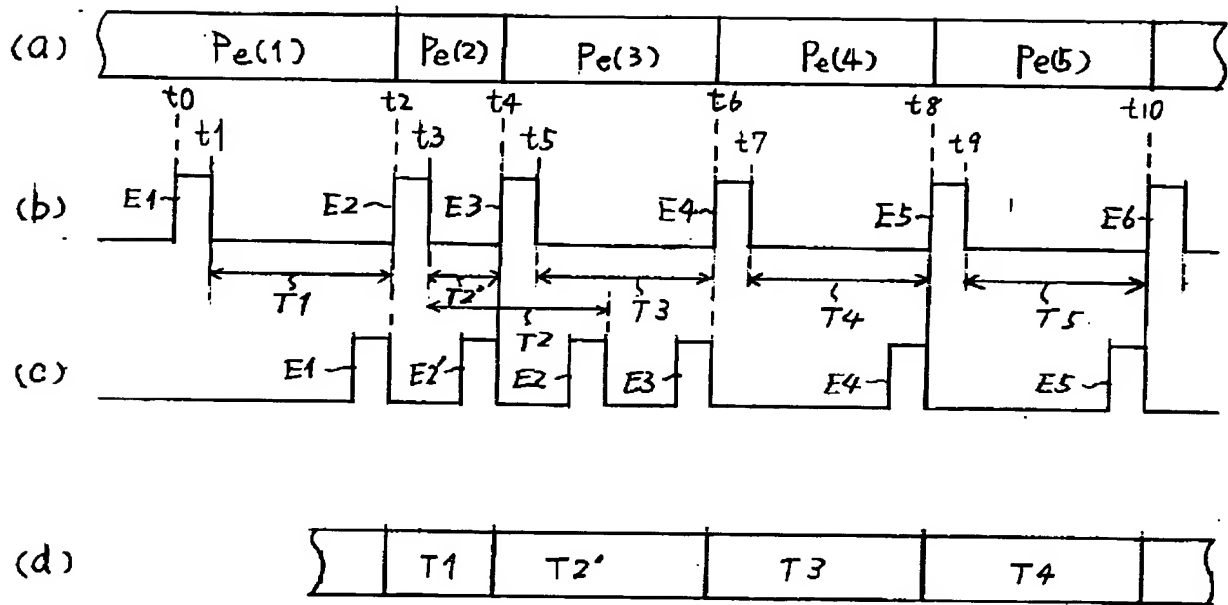 (a) Pe(1) Pe(2) Pe(3) Pe(4) Pe(5)
t0 t2 t4 t6 t8 t10
t1 t3 t5 t7 t9
(b) E1 E2 E3 E4 E5 E6
T1 T2' T3 T4 T5
T2
(c) E1 E2' E2 E3 E4 E5
(d) T1 T2' T3 T4